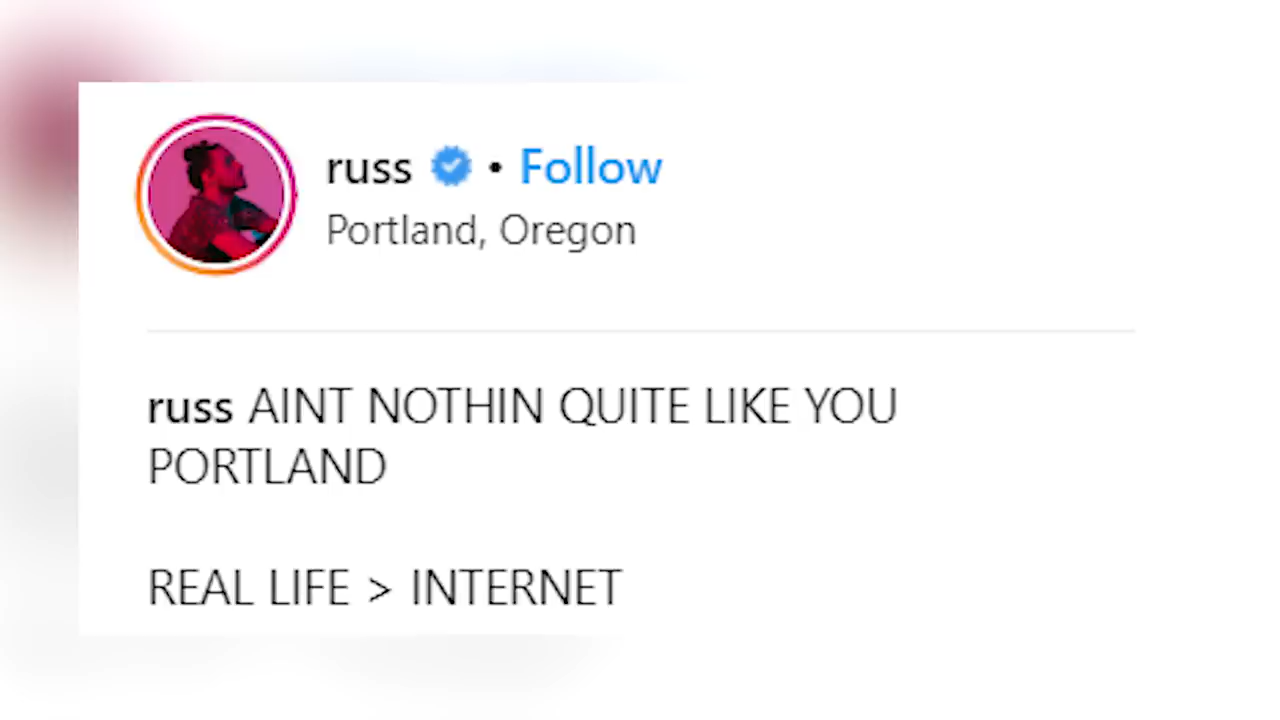 russ • Follow
Portland, Oregon
russ AINT NOTHIN QUITE LIKE YOU
PORTLAND
REAL LIFE > INTERNET